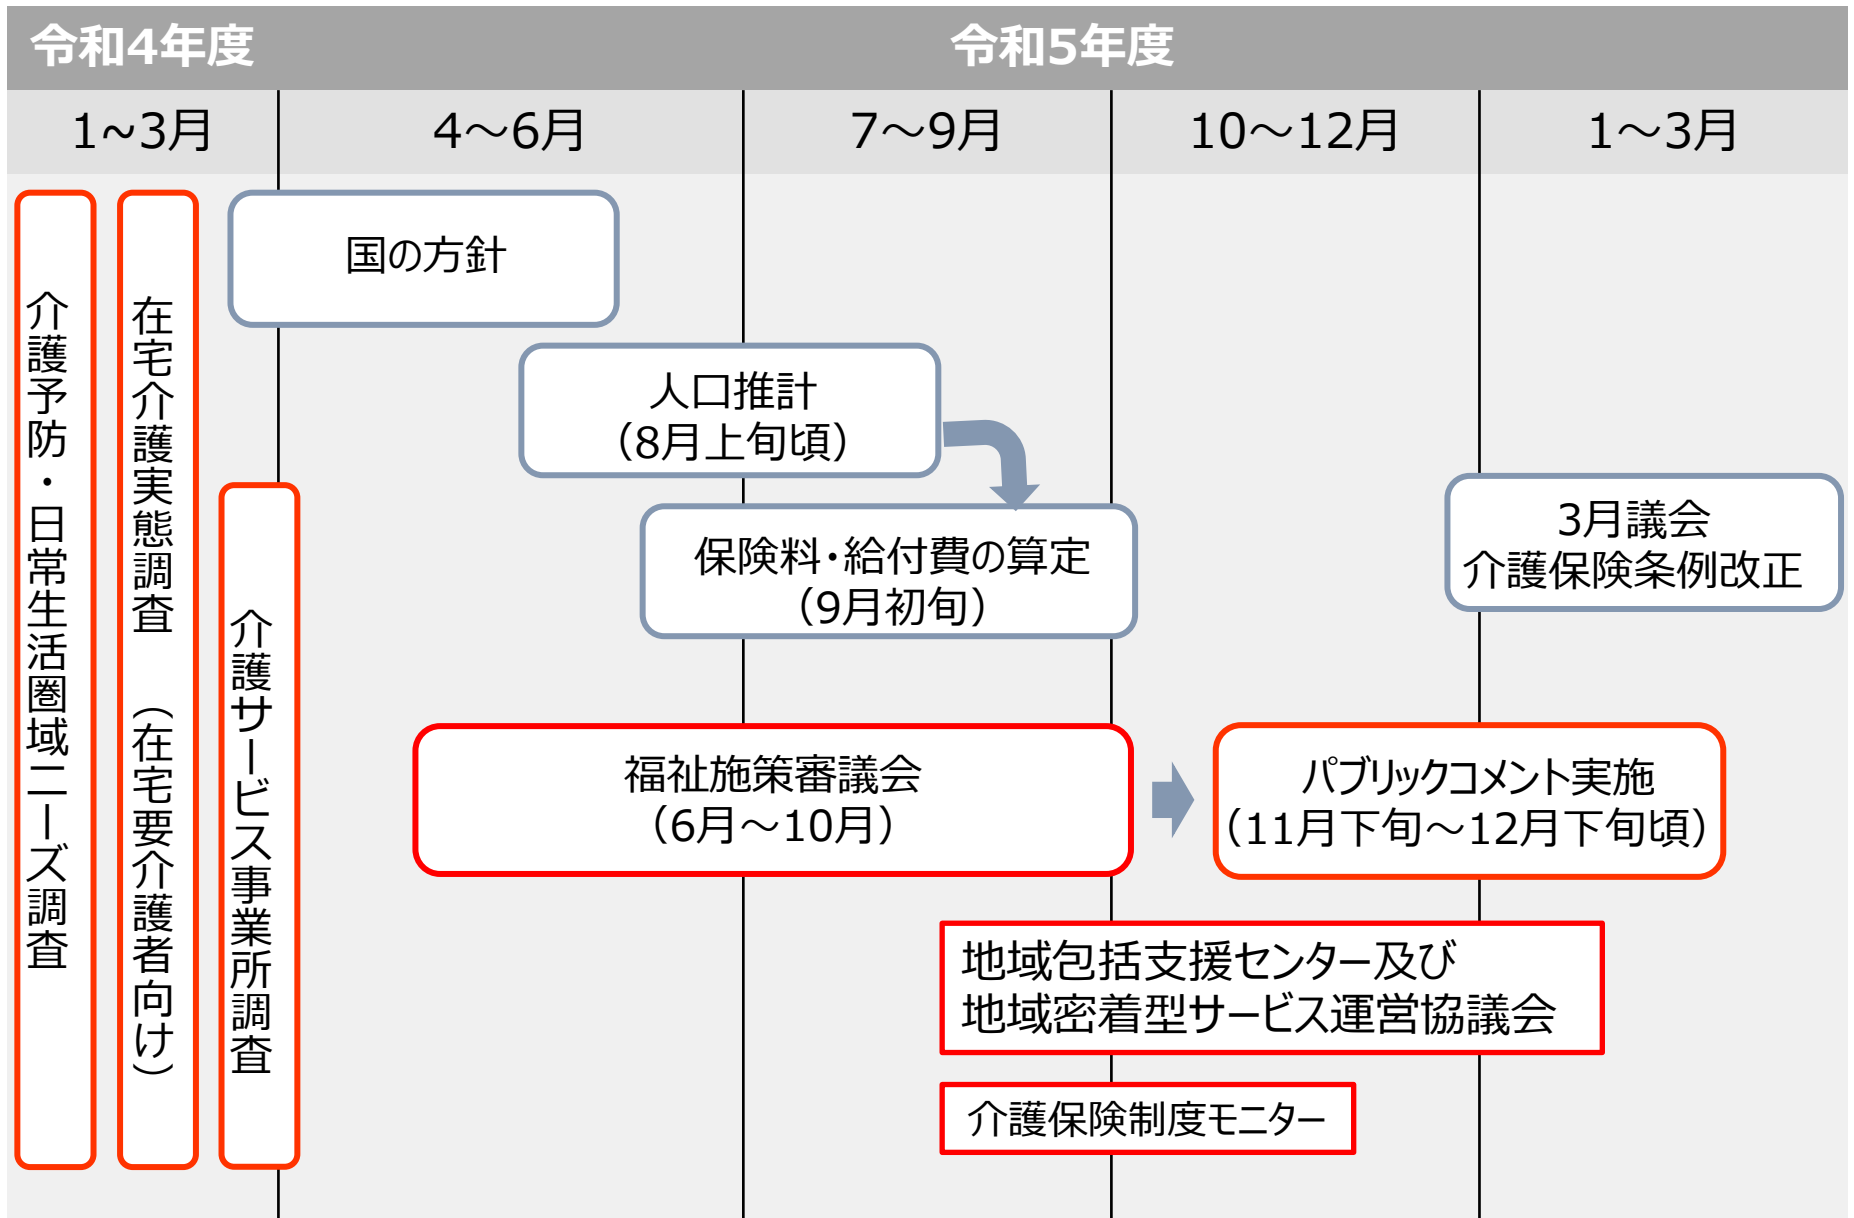 令和4年度
令和5年度
1~3月
4～6月
7～9月
10～12月
1～3月
介護予防・日常生活圏域ニーズ調査
在宅介護実態調査 （在宅要介護者向け）
介護サービス事業所調査
国の方針
人口推計
（8月上旬頃）
保険料・給付費の算定
（9月初旬）
3月議会
介護保険条例改正
福祉施策審議会
（6月～10月）
パブリックコメント実施
（11月下旬～12月下旬頃）
地域包括支援センター及び
地域密着型サービス運営協議会
介護保険制度モニター